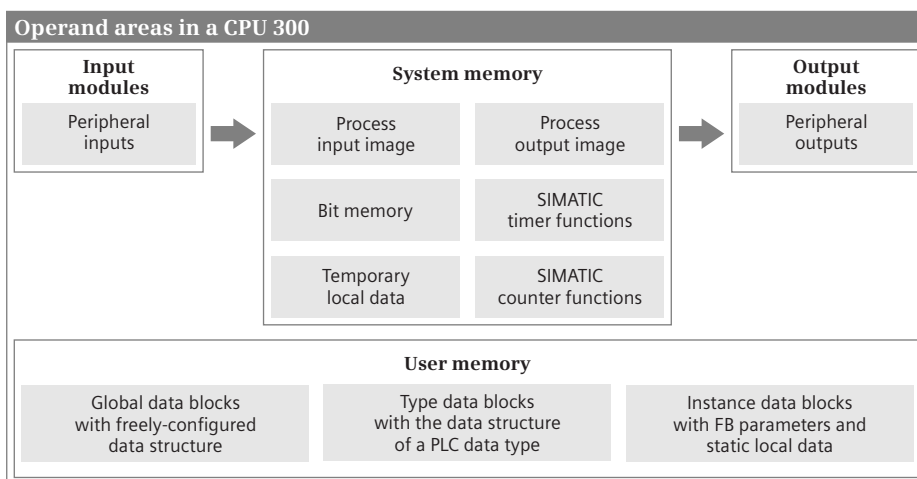 Operand areas in a CPU 300
Input
modules
Peripheral
inputs
System memory
Process
input image
Process
output image
Bit memory
SIMATIC
timer functions
Temporary
local data
SIMATIC
counter functions
Output
modules
Peripheral
outputs
User memory
Global data blocks
with freely-configured
data structure
Type data blocks
with the data structure
of a PLC data type
Instance data blocks
with FB parameters and
static local data